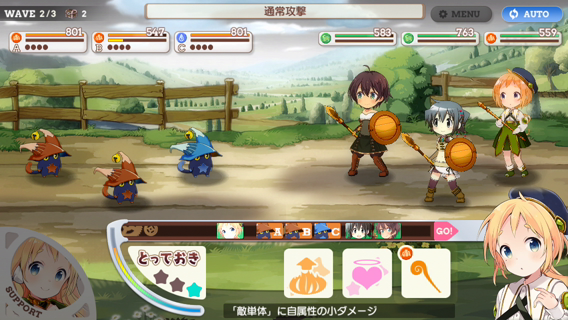 WAVE 2/3 2
通常攻撃
MENU
AUTO
801
547
801
583
763
559
A
B
C
A B C GO!
とっておき
SUPPORT
「敵単体」に自属性の小ダメージ